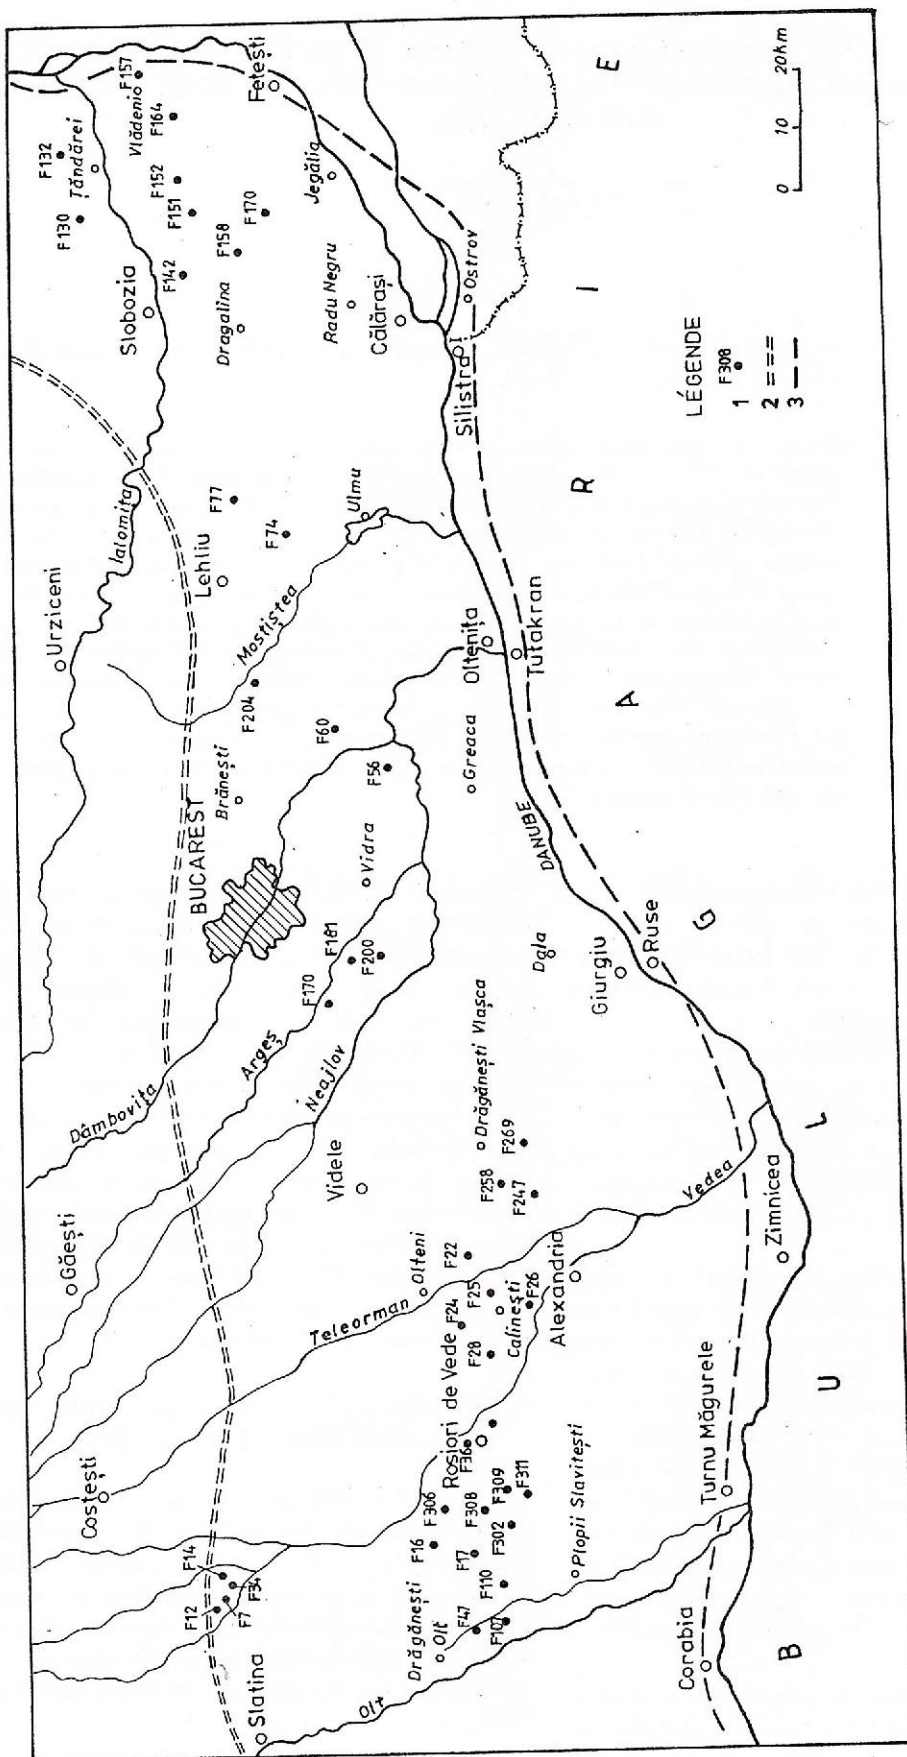 F132
Țăndărei
F130
F157
Vlădeni
F164
F152
F151
F142
F158
F170
Slobozia
Dragalina
Fetești
Jegălia
Radu Negru
Călărași
Ostrov
Silistra
Urziceni
Ialomița
Lehliu
F77
F74
Ulmu
Mostiștea
F204
Brănești
BUCAREST
F60
F56
Vidra
Greaca
Oltenița
Tutakran
DANUBE
F181
F200
F170
Argeș
Neajlov
Dâmbovița
Găești
Videle
Drăgănești Vlașca
F269
F258
F247
Giurgiu
Ruse
Vedea
Zimnicea
Teleorman
Olteni
F22
F25
F24
F26
F28
Calinești
Alexandria
Rosiori de Vede
F36
Costești
F14
F34
F12
F7
Slatina
F306
F16
F308
F309
F311
F17
F302
F110
F47
F107
Drăgănești
Olt
Olt
Plopii Slavitești
Turnu Măgurele
Corabia
B U L G A R I E
LÉGENDE
F308
1
2
3
0 10 20km